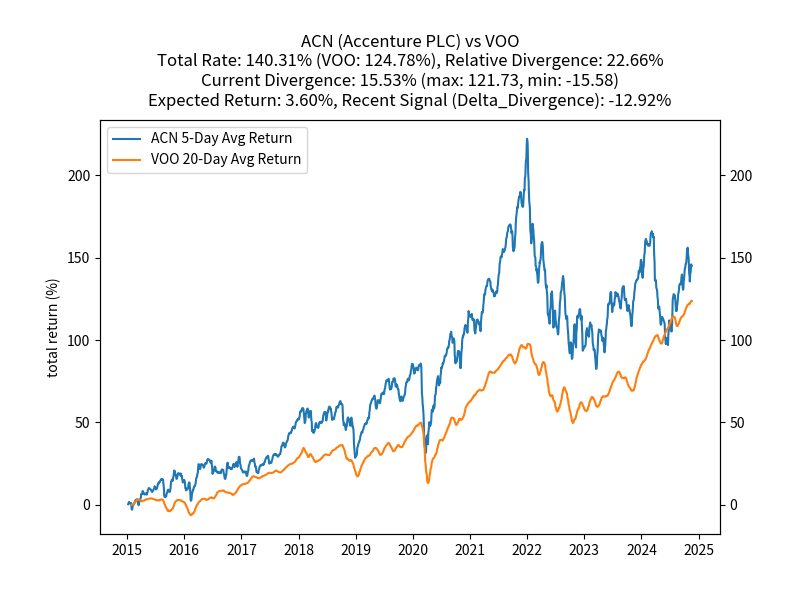 ACN (Accenture PLC) vs VOO
Total Rate: 140.31% (VOO: 124.78%), Relative Divergence: 22.66%
Current Divergence: 15.53% (max: 121.73, min: -15.58)
Expected Return: 3.60%, Recent Signal (Delta_Divergence): -12.92%
ACN 5-Day Avg Return
VOO 20-Day Avg Return
total return (%)
200
150
100
50
0
200
150
100
50
0
2015 2016 2017 2018 2019 2020 2021 2022 2023 2024 2025